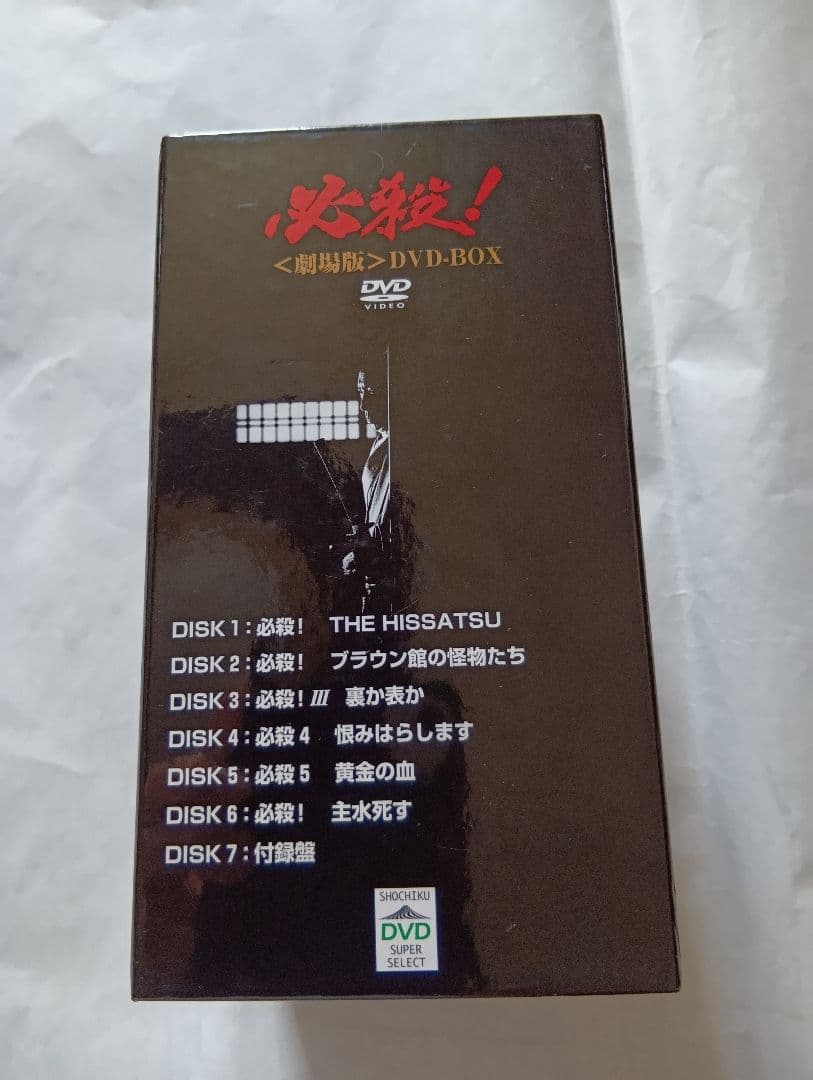 必殺!
<劇場版>DVD-BOX
DVD
VIDEO
DISK 1:必殺! THE HISSATSU
DISK 2:必殺! ブラウン館の怪物たち
DISK 3:必殺!III 裏か表か
DISK 4:必殺4 恨みはらします
DISK 5:必殺5 黄金の血
DISK 6:必殺! 主水死す
DISK 7:付録盤
SHOCHIKU
DVD
SUPER
SELECT